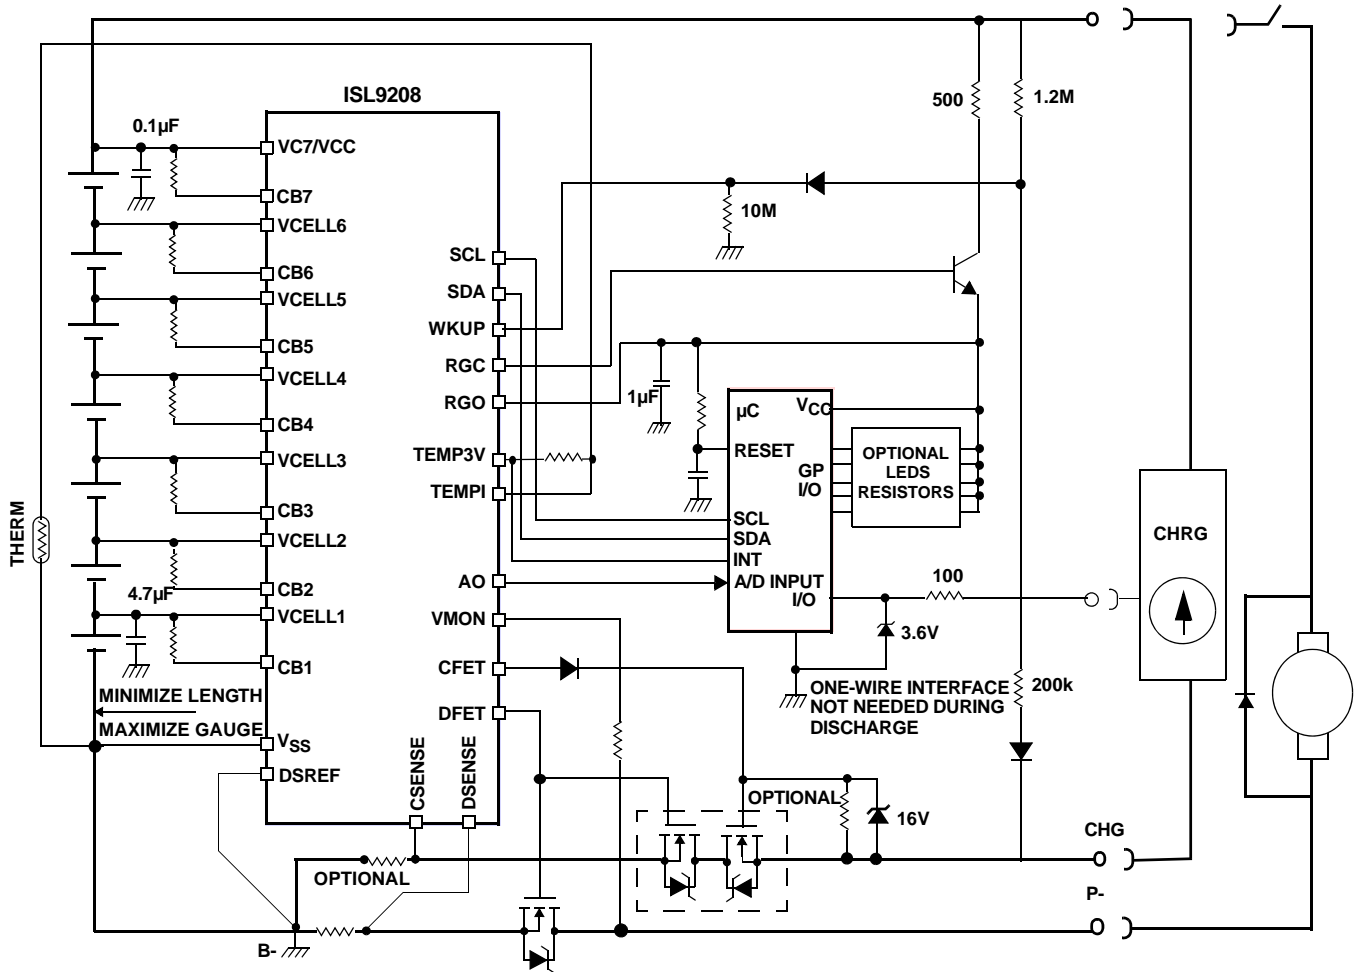 ISL9208
0.1µF
VC7/VCC
CB7
VCELL6
CB6
VCELL5
CB5
VCELL4
CB4
VCELL3
CB3
VCELL2
CB2
4.7µF
VCELL1
CB1
MINIMIZE LENGTH
MAXIMIZE GAUGE
VSS
DSREF
THERM
SCL
SDA
WKUP
RGC
RGO
TEMP3V
TEMPI
AO
VMON
CFET
DFET
CSENSE
DSENSE
OPTIONAL
B-
500
1.2M
10M
1µF
µC
VCC
RESET
GP
I/O
SCL
SDA
INT
A/D INPUT
I/O
OPTIONAL
LEDS
RESISTORS
100
3.6V
ONE-WIRE INTERFACE
NOT NEEDED DURING
DISCHARGE
200k
OPTIONAL
16V
CHRG
CHG
P-